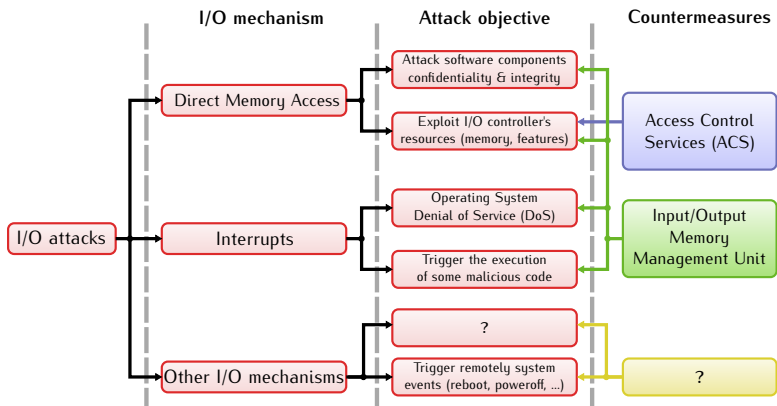 I/O mechanism
Attack objective
Countermeasures
Attack software components
confidentiality & integrity
Direct Memory Access
Exploit I/O controller's
resources (memory, features)
Access Control
Services (ACS)
Operating System
Denial of Service (DoS)
I/O attacks
Interrupts
Input/Output
Memory
Management Unit
Trigger the execution
of some malicious code
?
Other I/O mechanisms
Trigger remotely system
events (reboot, poweroff, ...)
?